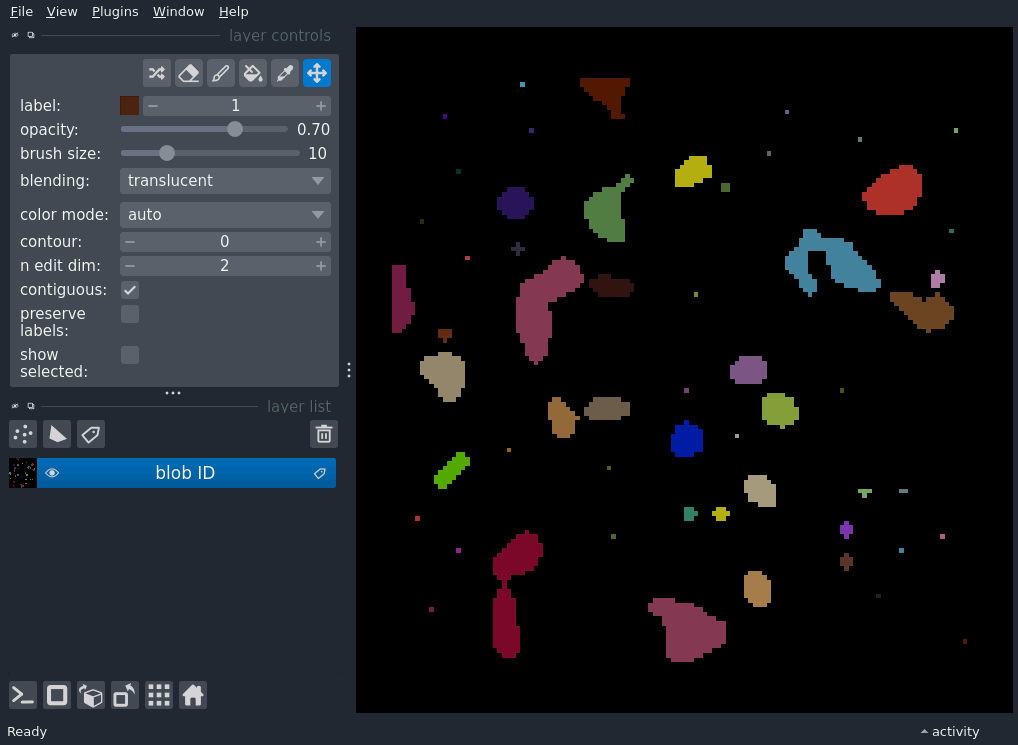 File View Plugins Window Help
layer controls
label: 1
opacity: 0.70
brush size: 10
blending: translucent
color mode: auto
contour: 0
n edit dim: 2
contiguous:
preserve
labels:
show
selected:
layer list
blob ID
Ready
activity